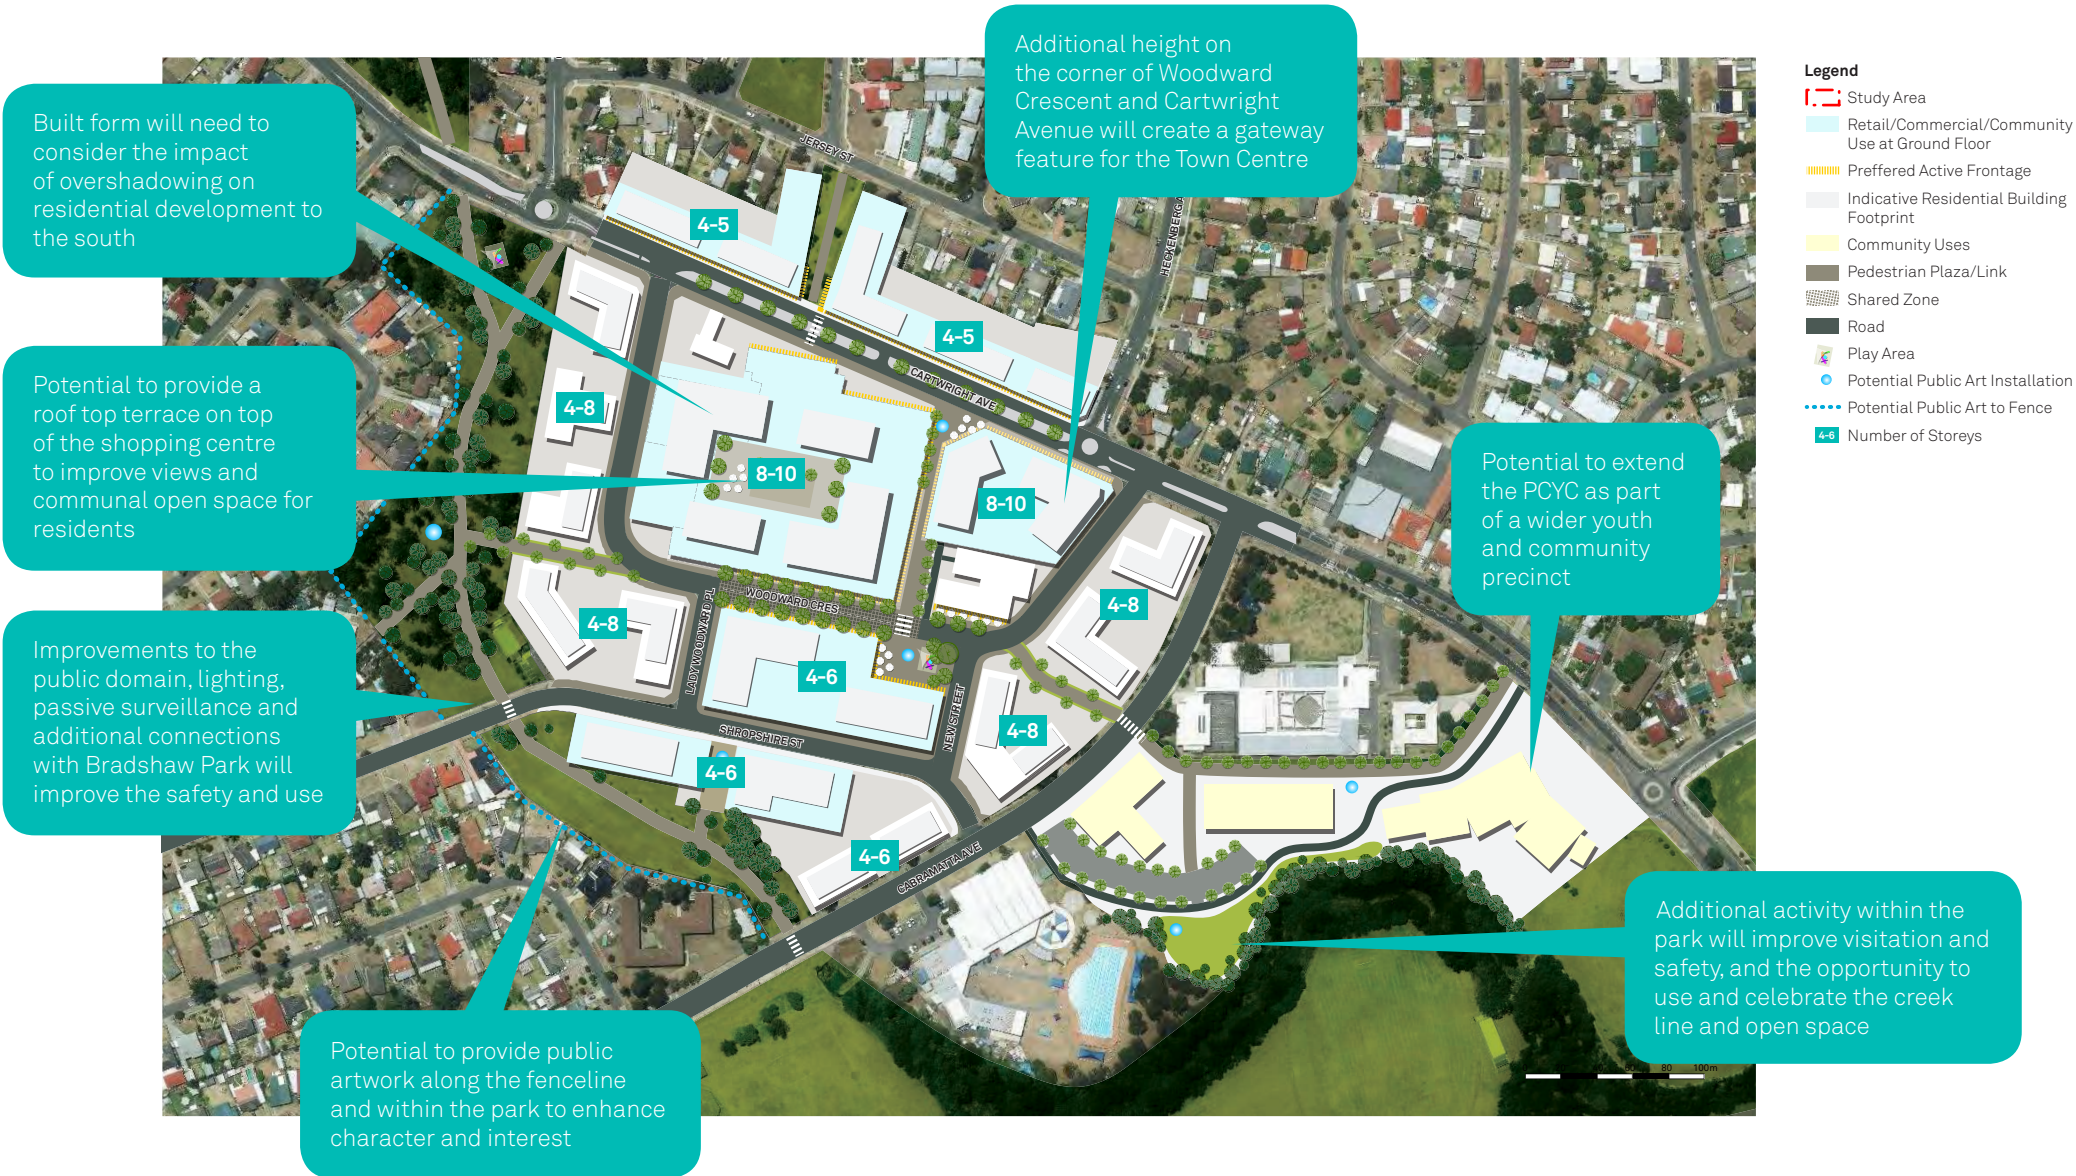 Additional height on
the corner of Woodward
Crescent and Cartwright
Avenue will create a gateway
feature for the Town Centre
Built form will need to
consider the impact
of overshadowing on
residential development to
the south
Potential to provide a
roof top terrace on top
of the shopping centre
to improve views and
communal open space for
residents
Improvements to the
public domain, lighting,
passive surveillance and
additional connections
with Bradshaw Park will
improve the safety and use
Potential to provide public
artwork along the fenceline
and within the park to enhance
character and interest
Potential to extend
the PCYC as part
of a wider youth
and community
precinct
Additional activity within the
park will improve visitation and
safety, and the opportunity to
use and celebrate the creek
line and open space
JERSEY ST
4-5
4-5
CARTWRIGHT AVE
4-8
8-10
8-10
WOODWARD CRES
LADY WOODWARD PL
4-8
4-8
4-6
NEW STREET
4-8
SHROPSHIRE ST
4-6
4-6
CABRAMATTA AVE
80
100m
Legend
Study Area
Retail/Commercial/Community
Use at Ground Floor
Preffered Active Frontage
Indicative Residential Building
Footprint
Community Uses
Pedestrian Plaza/Link
Shared Zone
Road
Play Area
Potential Public Art Installation
Potential Public Art to Fence
4-6 Number of Storeys